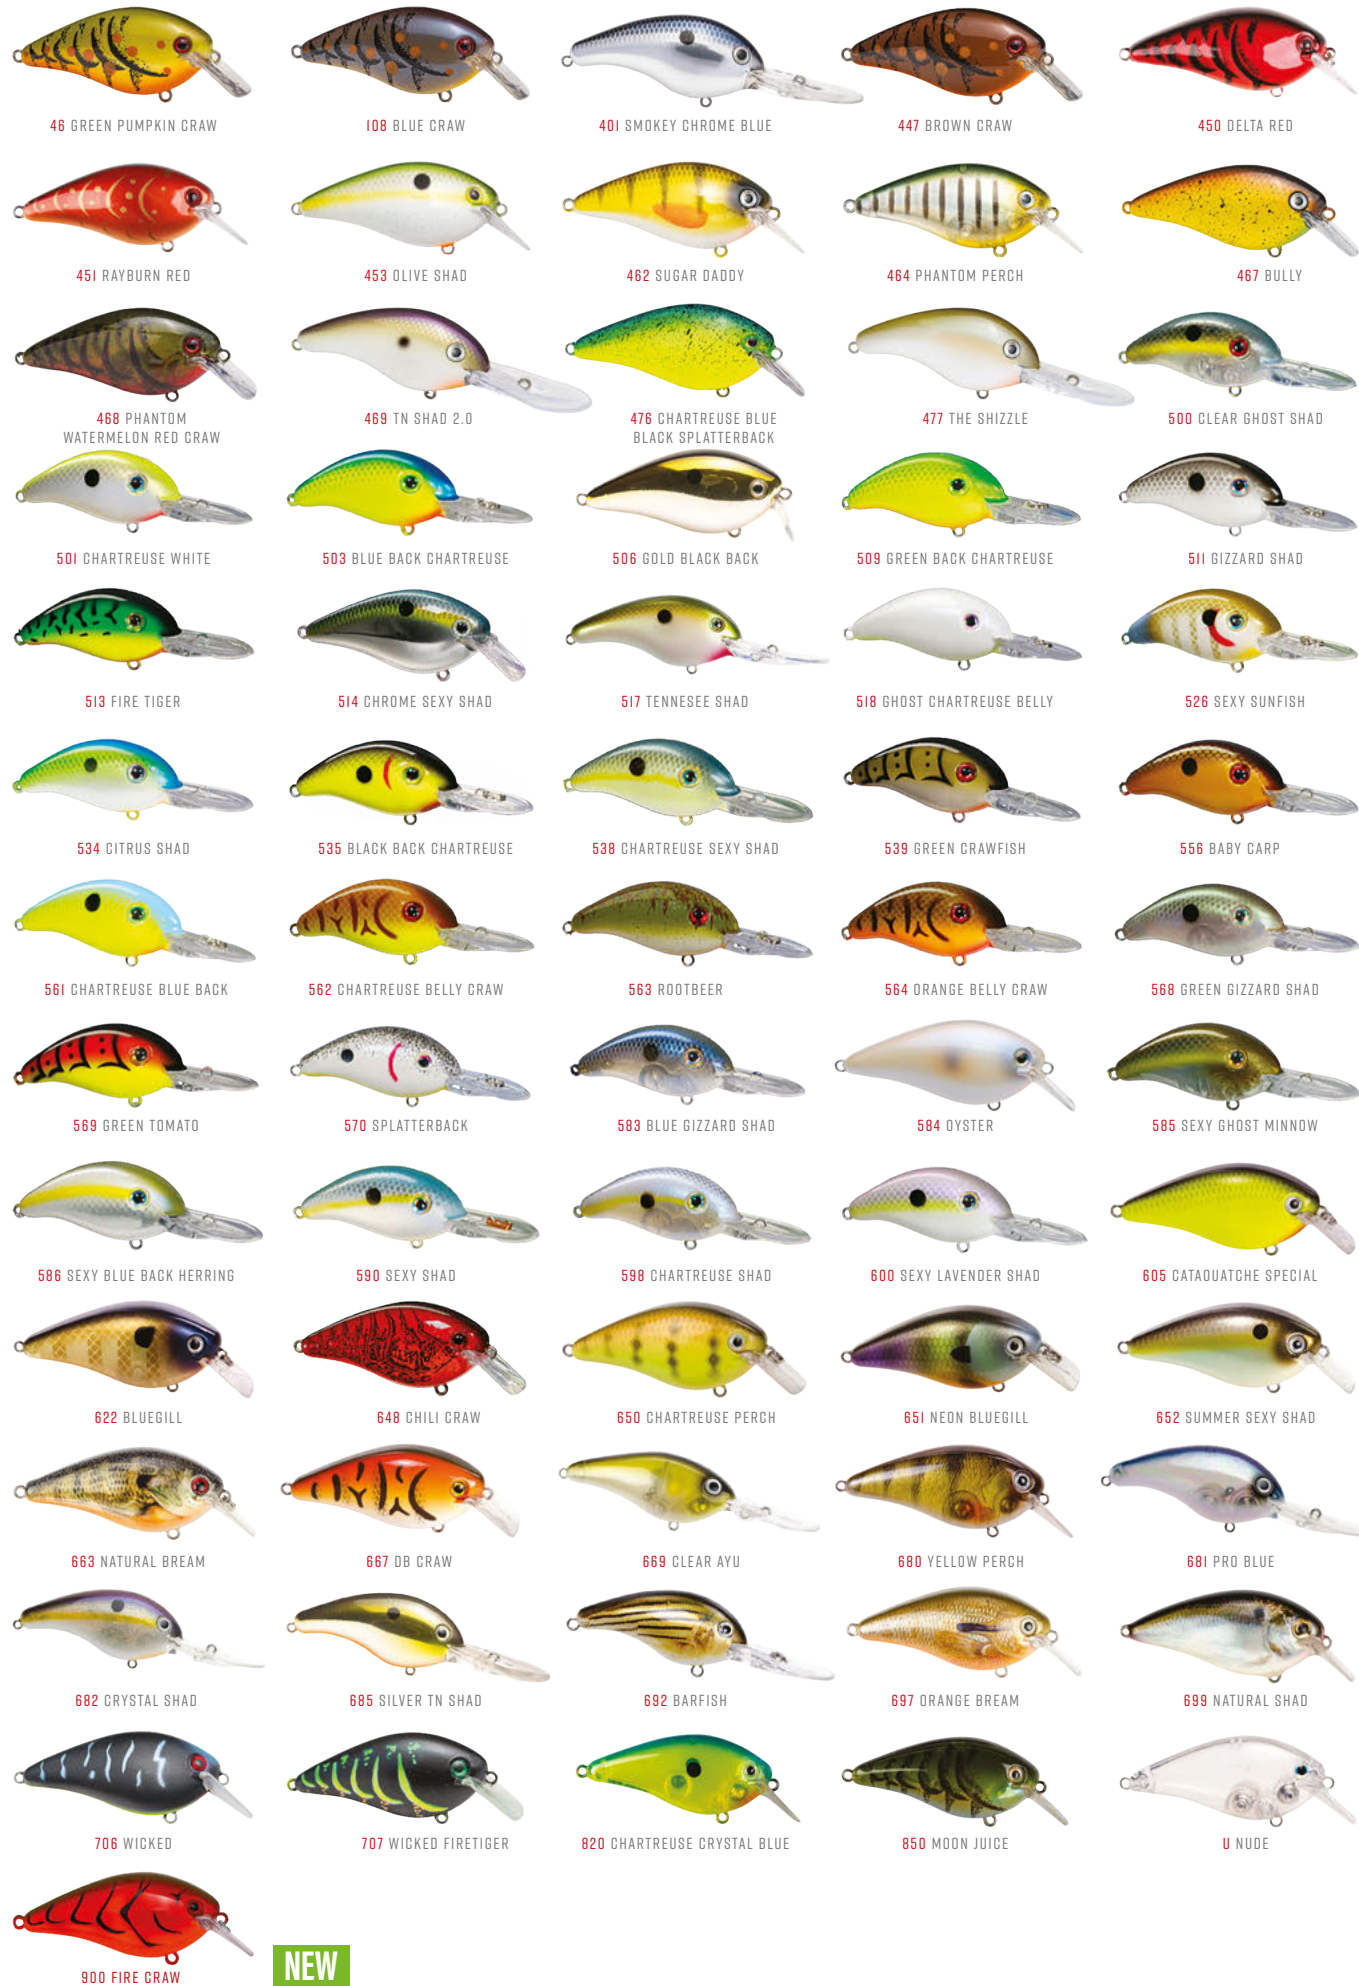 46 GREEN PUMPKIN CRAW
108 BLUE CRAW
401 SMOKEY CHROME BLUE
447 BROWN CRAW
450 DELTA RED
451 RAYBURN RED
453 OLIVE SHAD
462 SUGAR DADDY
464 PHANTOM PERCH
467 BULLY
468 PHANTOM
WATERMELON RED CRAW
469 TN SHAD 2.0
476 CHARTREUSE BLUE
BLACK SPLATTERBACK
477 THE SHIZZLE
500 CLEAR GHOST SHAD
501 CHARTREUSE WHITE
503 BLUE BACK CHARTREUSE
506 GOLD BLACK BACK
509 GREEN BACK CHARTREUSE
511 GIZZARD SHAD
513 FIRE TIGER
514 CHROME SEXY SHAD
517 TENNESEE SHAD
518 GHOST CHARTREUSE BELLY
526 SEXY SUNFISH
534 CITRUS SHAD
535 BLACK BACK CHARTREUSE
538 CHARTREUSE SEXY SHAD
539 GREEN CRAWFISH
556 BABY CARP
561 CHARTREUSE BLUE BACK
562 CHARTREUSE BELLY CRAW
563 ROOTBEER
564 ORANGE BELLY CRAW
568 GREEN GIZZARD SHAD
569 GREEN TOMATO
570 SPLATTERBACK
583 BLUE GIZZARD SHAD
584 OYSTER
585 SEXY GHOST MINNOW
586 SEXY BLUE BACK HERRING
590 SEXY SHAD
598 CHARTREUSE SHAD
600 SEXY LAVENDER SHAD
605 CATAOUATCHE SPECIAL
622 BLUEGILL
648 CHILI CRAW
650 CHARTREUSE PERCH
651 NEON BLUEGILL
652 SUMMER SEXY SHAD
663 NATURAL BREAM
667 DB CRAW
669 CLEAR AYU
680 YELLOW PERCH
681 PRO BLUE
682 CRYSTAL SHAD
685 SILVER TN SHAD
692 BARFISH
697 ORANGE BREAM
699 NATURAL SHAD
706 WICKED
707 WICKED FIRETIGER
820 CHARTREUSE CRYSTAL BLUE
850 MOON JUICE
U NUDE
900 FIRE CRAW
NEW